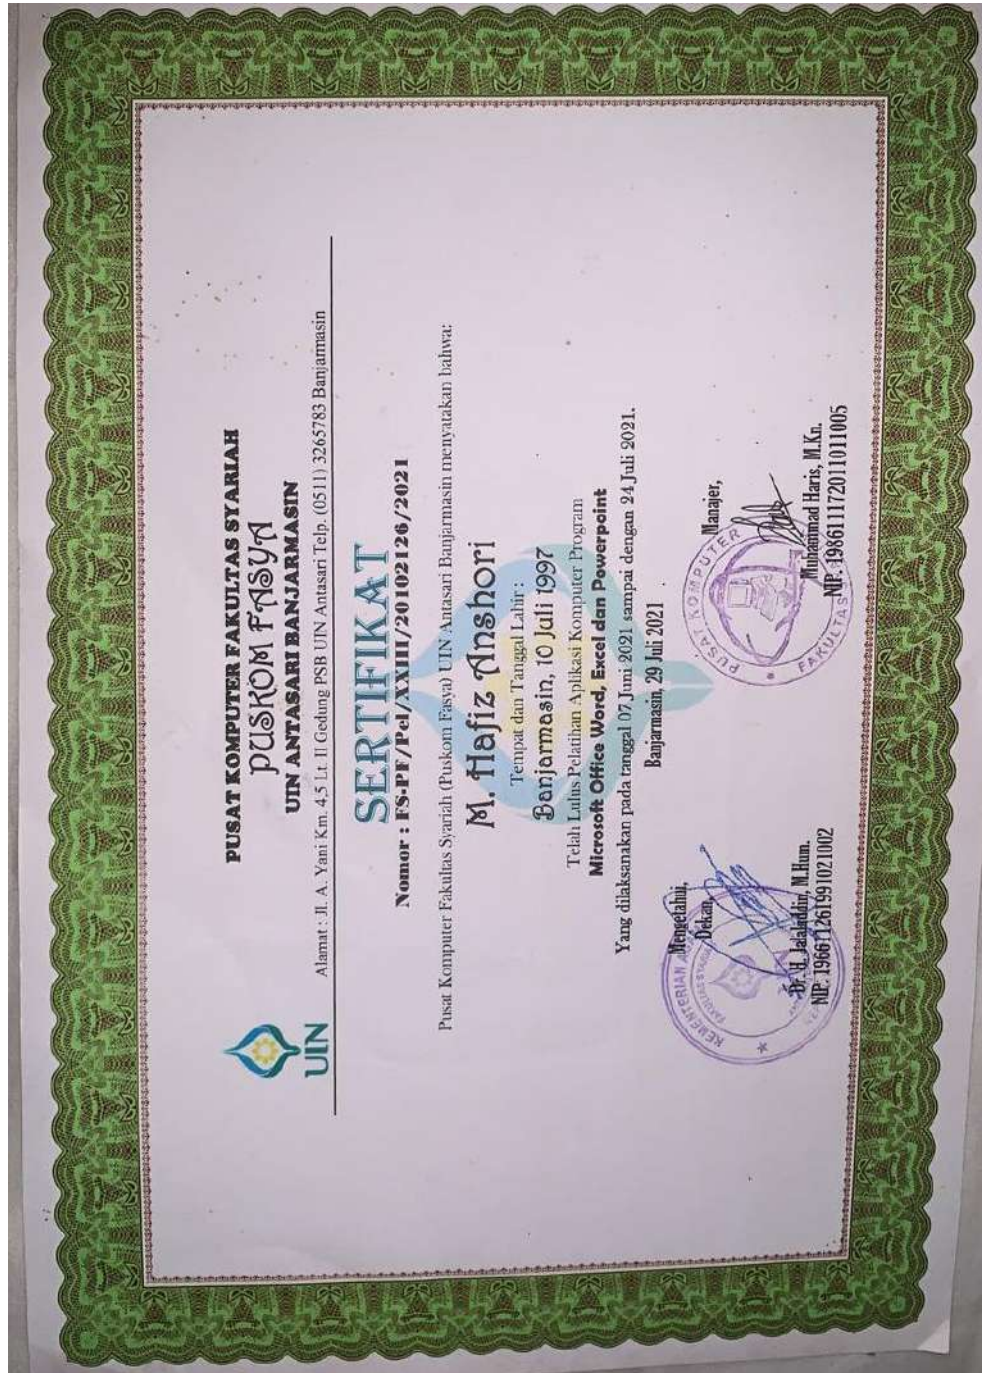 PUSAT KOMPUTER FAKULTAS SYARIAH
PUSKOM FASYA
UIN ANTASARI BANJARMASIN
UIN
Alamat : Jl. A. Yani Km. 4,5 Lt. II Gedung PSB UIN Antasari Telp. (0511) 3265783 Banjarmasin
SERTIFIKAT
Nomor : FS-PF/Pel/XXIII/20102126/2021
Pusat Komputer Fakultas Syariah (Puskom Fasya) UIN Antasari Banjarmasin menyatakan bahwa:
M. Hafiz Anshori
Tempat dan Tanggal Lahir :
Banjarmasin, 10 Juli 1997
Telah Lulus Pelatihan Aplikasi Komputer Program
Microsoft Office Word, Excel dan Powerpoint
Yang dilaksanakan pada tanggal 07 Juni 2021 sampai dengan 24 Juli 2021.
Banjarmasin, 29 Juli 2021
Mengetahui,
Dekan,
KEMENTERIAN
FAKULTAS SYARIAH
Dr. H. Jalaluddin, M.Hum.
NIP. 196611261991021002
Manajer,
PUSAT KOMPUTER
FAKULTAS
Muhammad Haris, M.Kn.
NIP. 198611172011011005